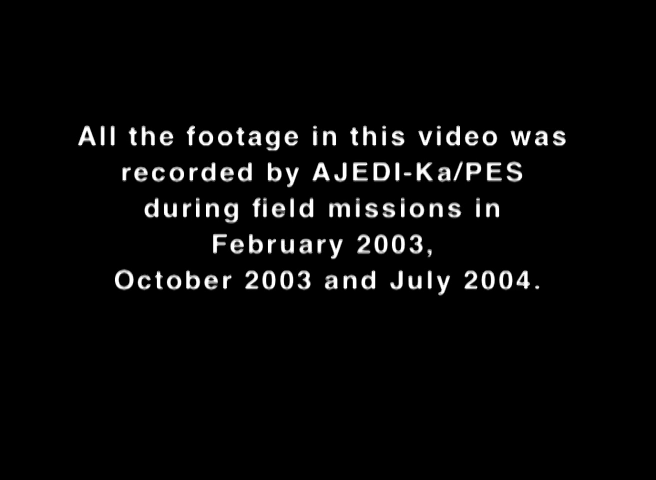 All the footage in this video was
recorded by AJEDI-Ka/PES
during field missions in
February 2003,
October 2003 and July 2004.